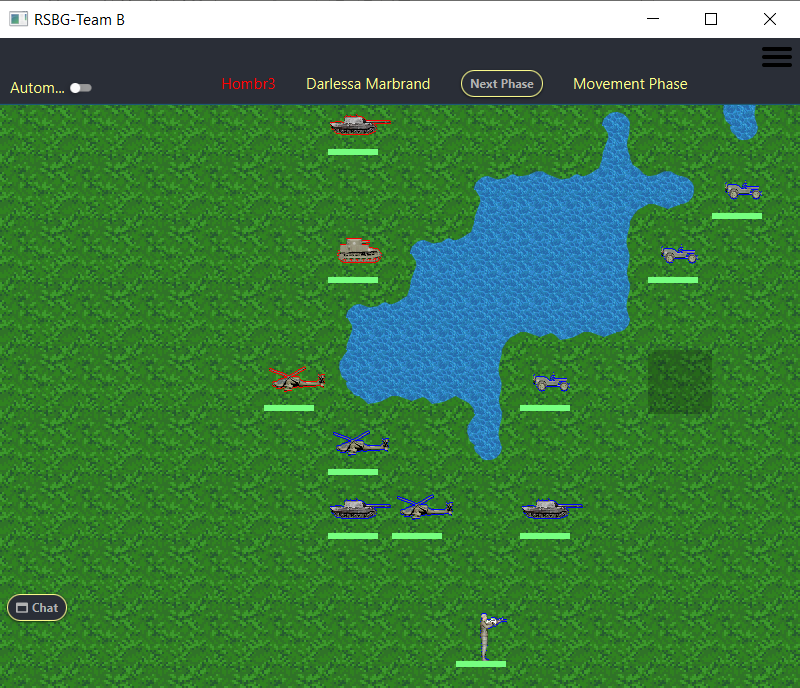 RSBG-Team B
Autom... Hombr3 Darlessa Marbrand Next Phase Movement Phase
Chat